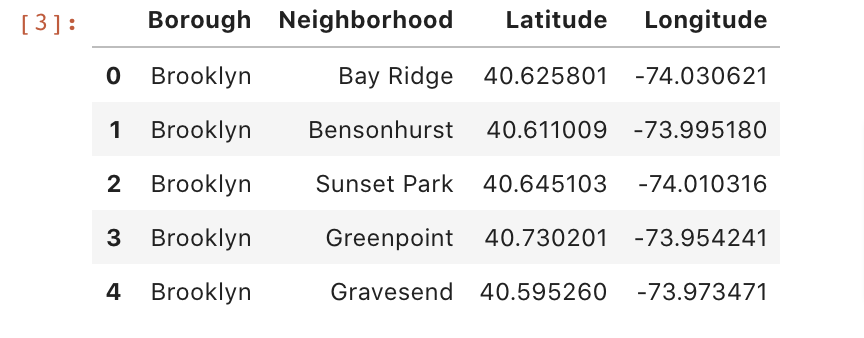 [3]: Borough Neighborhood Latitude Longitude
0 Brooklyn Bay Ridge 40.625801 -74.030621
1 Brooklyn Bensonhurst 40.611009 -73.995180
2 Brooklyn Sunset Park 40.645103 -74.010316
3 Brooklyn Greenpoint 40.730201 -73.954241
4 Brooklyn Gravesend 40.595260 -73.973471